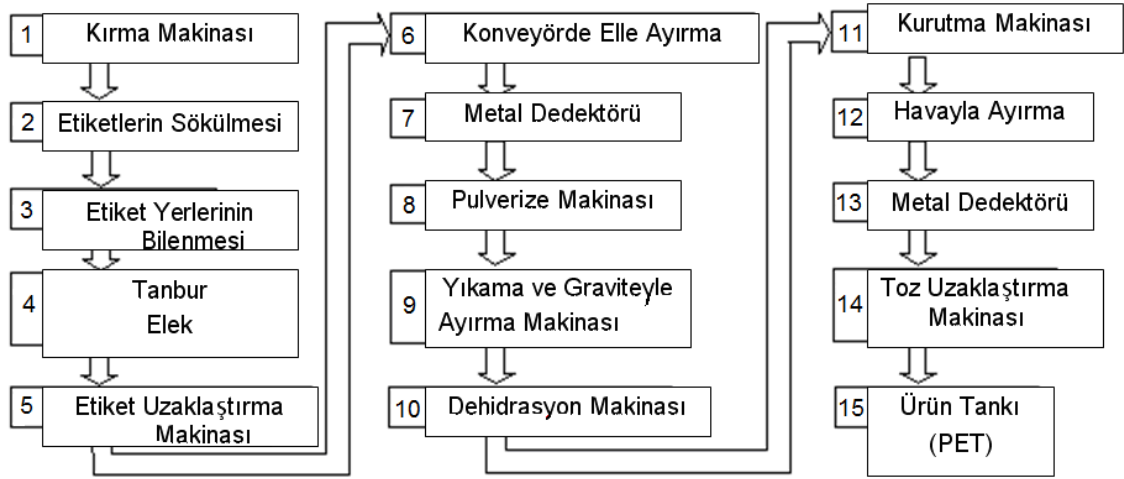 1 Kırma Makinası
2 Etiketlerin Sökülmesi
3 Etiket Yerlerinin
Bilenmesi
4 Tanbur
Elek
5 Etiket Uzaklaştırma
Makinası
6 Konveyörde Elle Ayırma
7 Metal Dedektörü
8 Pulverize Makinası
9 Yıkama ve Graviteyle
Ayırma Makinası
10 Dehidrasyon Makinası
11 Kurutma Makinası
12 Havayla Ayırma
13 Metal Dedektörü
14 Toz Uzaklaştırma
Makinası
15 Ürün Tankı
(PET)